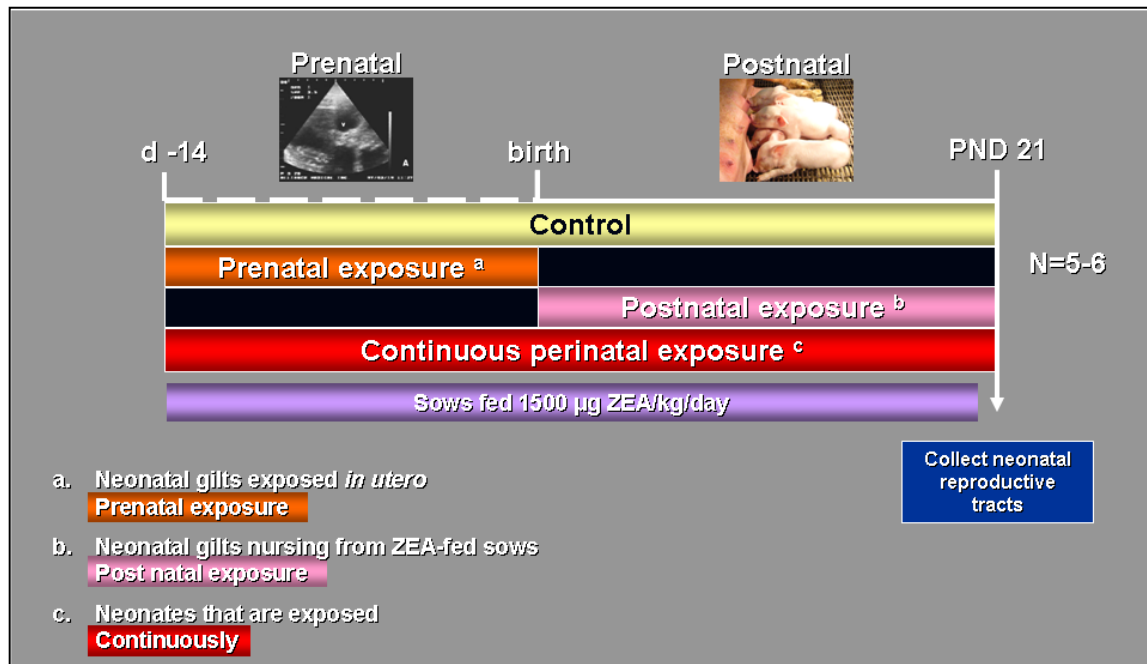 Prenatal
Postnatal
d -14
birth
PND 21
Control
Prenatal exposure a
N=5-6
Postnatal exposure b
Continuous perinatal exposure c
Sows fed 1500 µg ZEA/kg/day
Collect neonatal
reproductive
tracts
a. Neonatal gilts exposed in utero
Prenatal exposure
b. Neonatal gilts nursing from ZEA-fed sows
Post natal exposure
c. Neonates that are exposed
Continuously